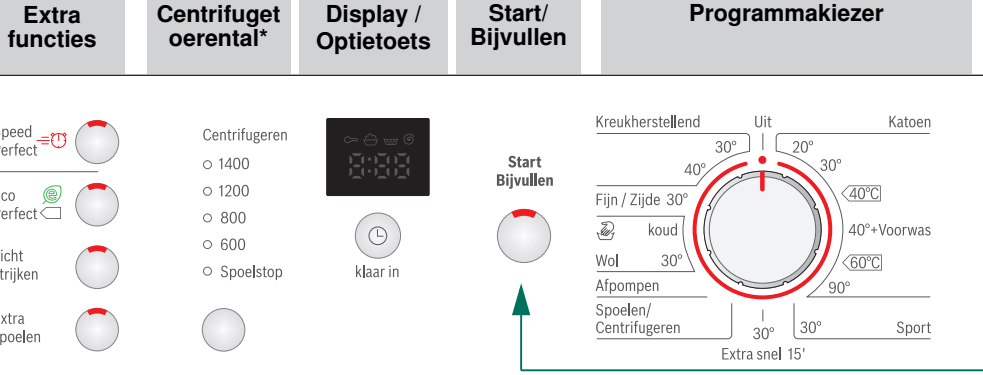 Extra
functies
Centrifuget
oerental*
Display /
Optietoets
Start/
Bijvullen
Programmakiezer
peed
erfect
co
erfect
icht
trijken
xtra
poelen
Centrifugeren
1400
1200
800
600
Spoelstop
8:88
klaar in
Start
Bijvullen
Kreukherstellend
Uit
Katoen
30°
20°
40°
30°
Fijn / Zijde 30°
40°C
koud
40°+Voorwas
Wol 30°
60°C
Afpompen
90°
Spoelen/
Centrifugeren
30°
30°
Sport
Extra snel 15'